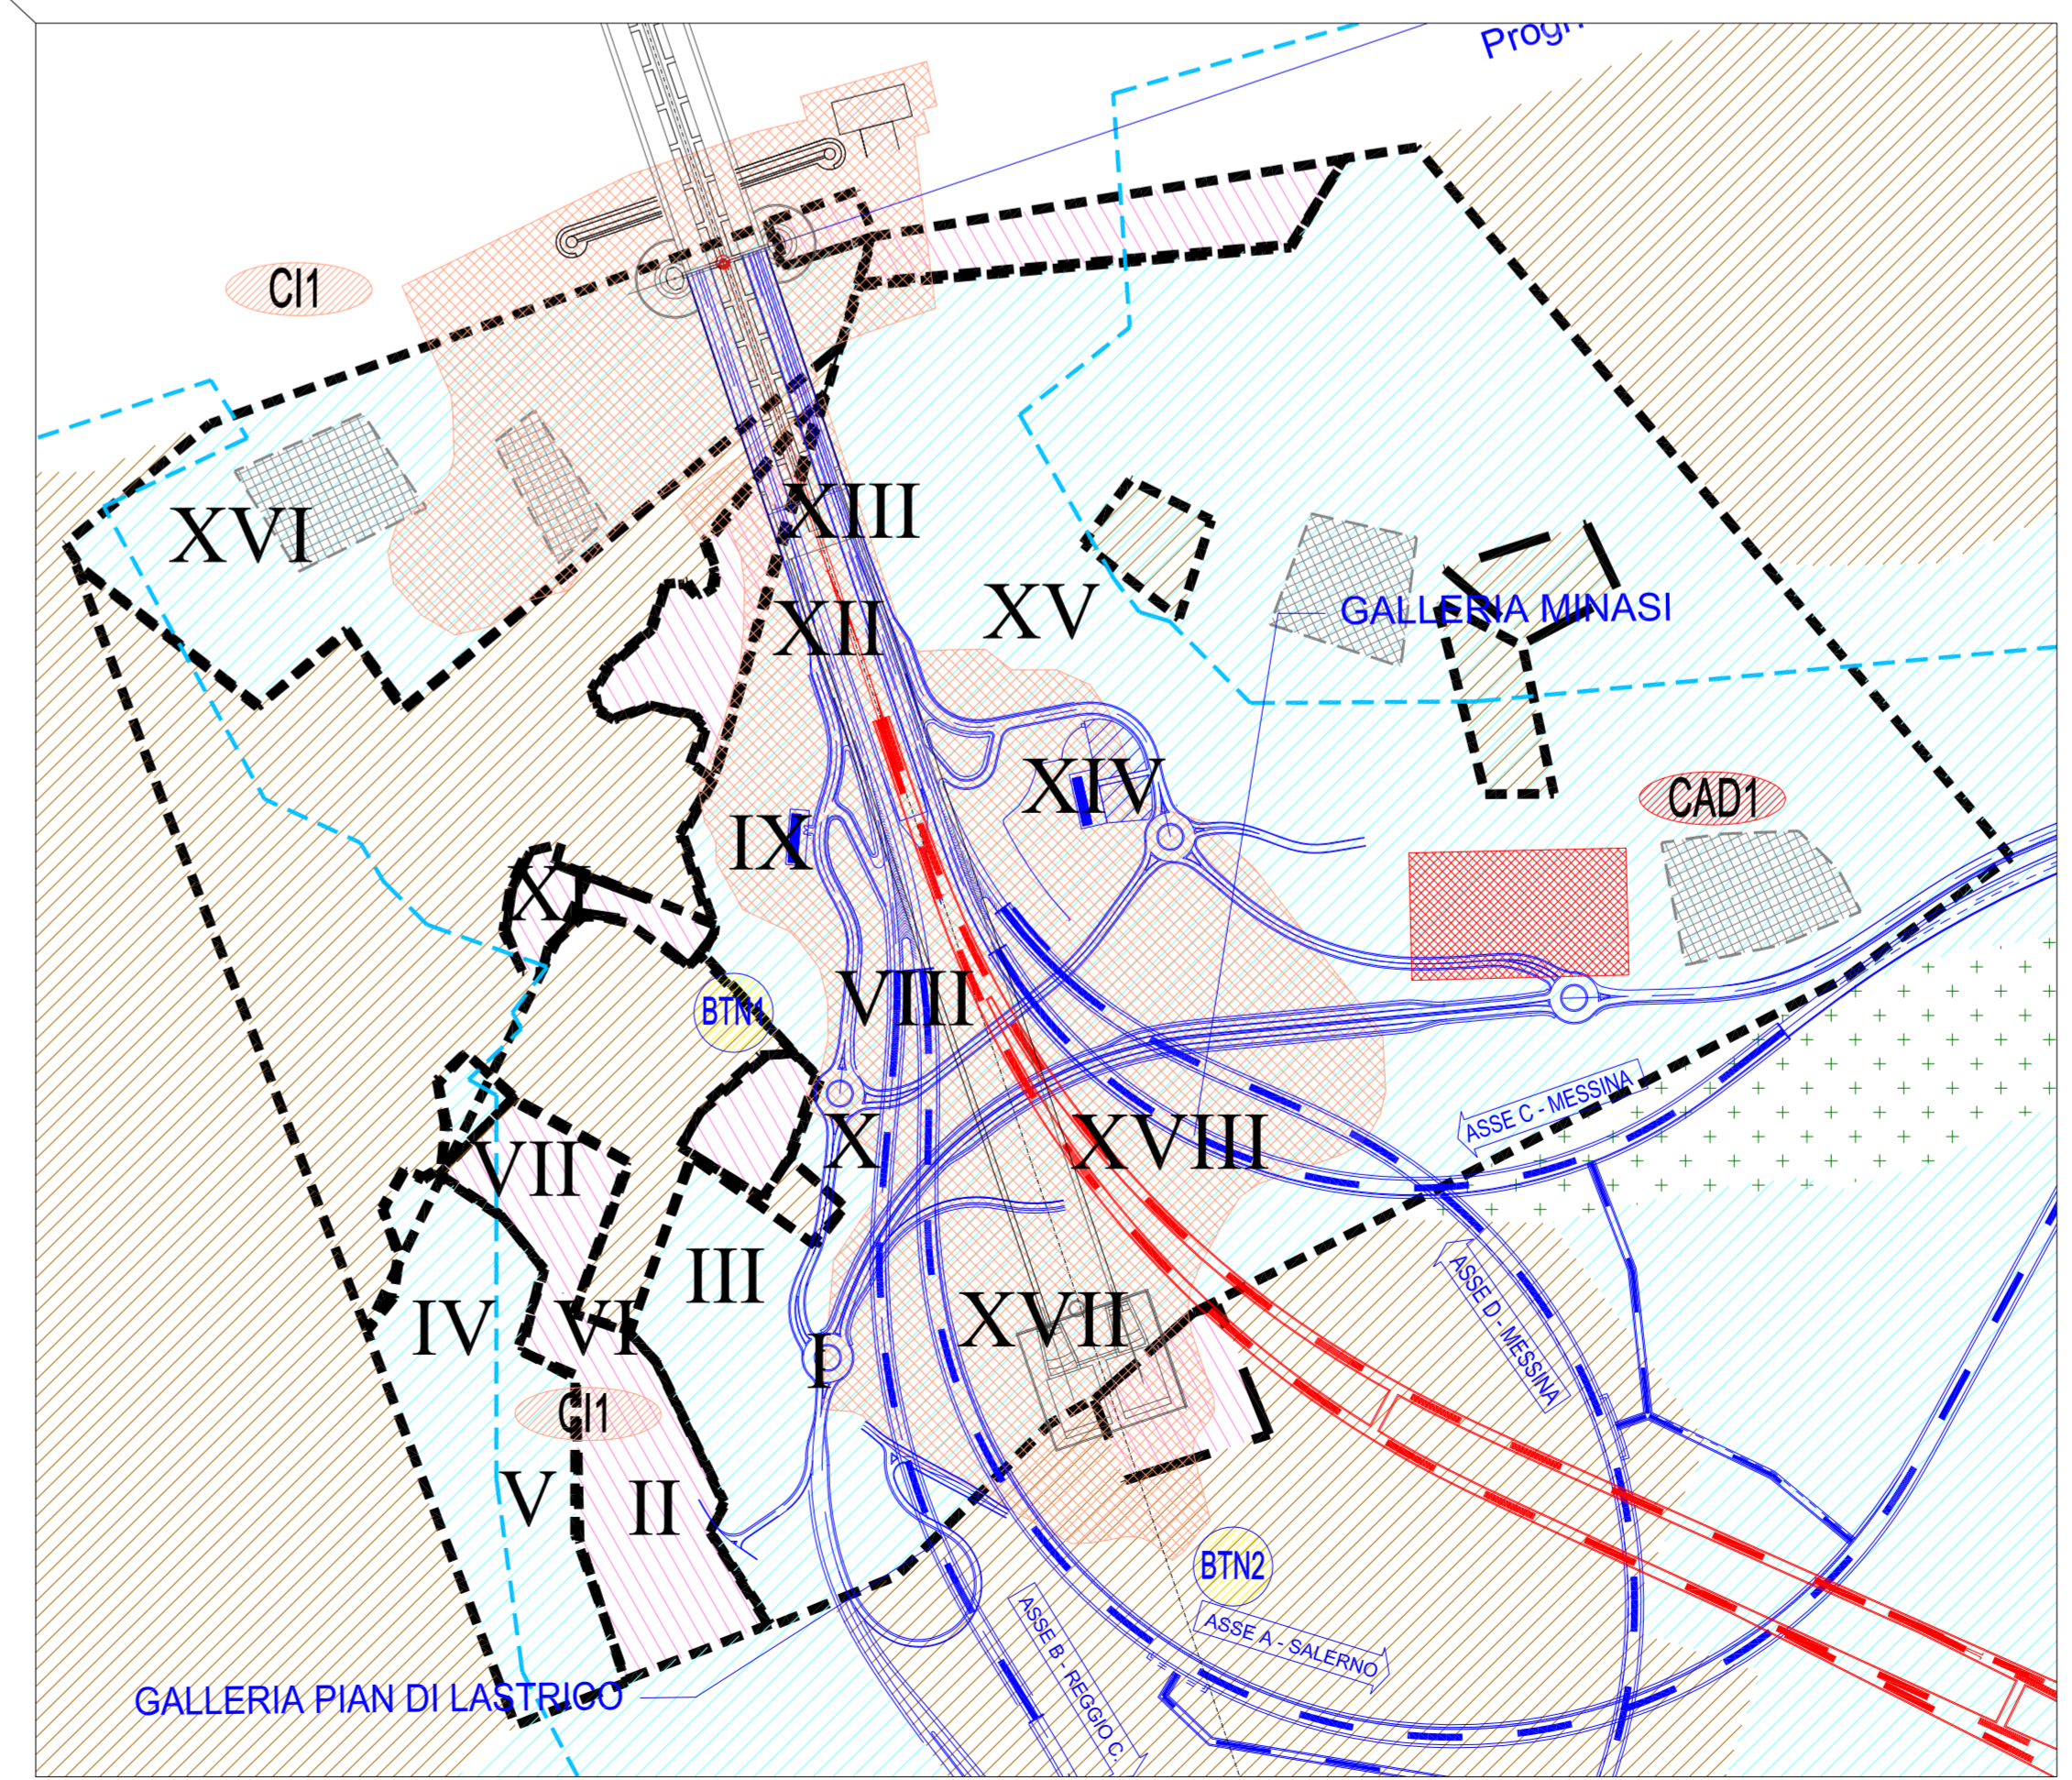 CI1
XVI
XIII
XII
XV
GALLERIA MINASI
XIV
CAD1
IX
XI
BTN1
VIII
X
XVIII
ASSE C - MESSINA
VII
III
ASSE D - MESSINA
IV
VI
XVII
I
CI1
V
II
BTN2
ASSE A - SALERNO
ASSE B - REGGIO C.
GALLERIA PIAN DI LASTRICO